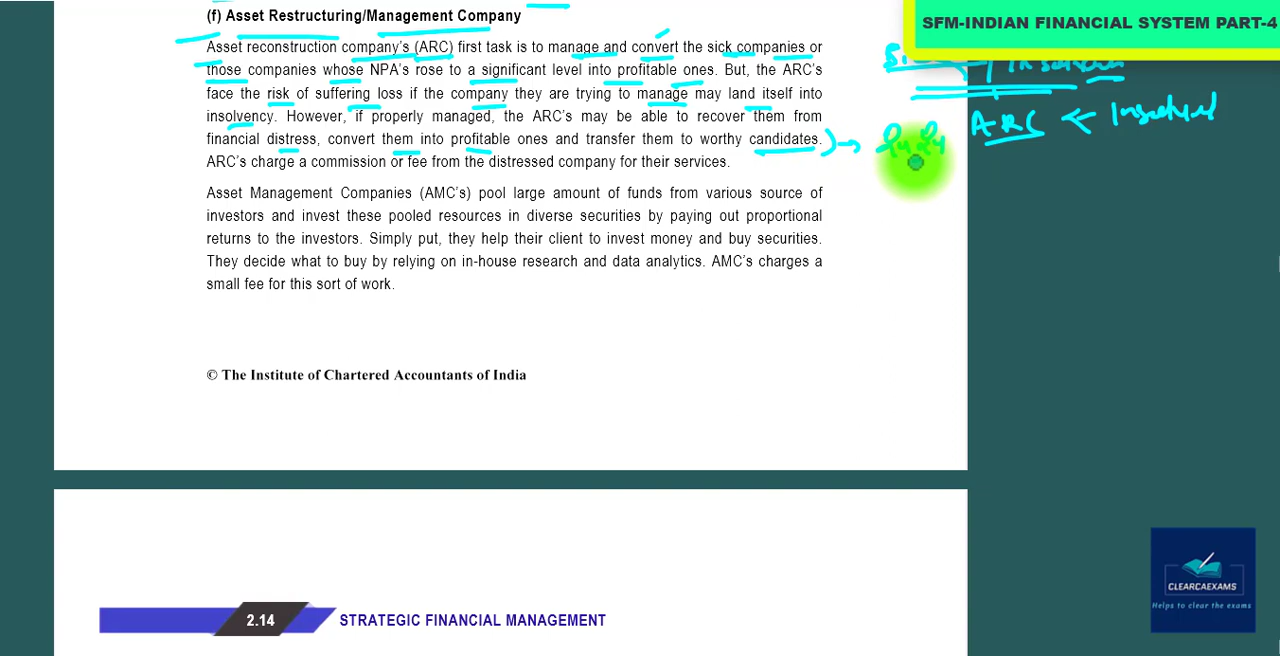 (f) Asset Restructuring/Management Company
SFM-INDIAN FINANCIAL SYSTEM PART-4
Asset reconstruction company's (ARC) first task is to manage and convert the sick companies or
those companies whose NPA's rose to a significant level into profitable ones. But, the ARC's
face the risk of suffering loss if the company they are trying to manage may land itself into
insolvency. However, if properly managed, the ARC's may be able to recover them from
financial distress, convert them into profitable ones and transfer them to worthy candidates.
ARC's charge a commission or fee from the distressed company for their services.
ARC
Asset Management Companies (AMC's) pool large amount of funds from various source of
investors and invest these pooled resources in diverse securities by paying out proportional
returns to the investors. Simply put, they help their client to invest money and buy securities.
They decide what to buy by relying on in-house research and data analytics. AMC's charges a
small fee for this sort of work.
© The Institute of Chartered Accountants of India
CLEARCAEXAMS
Helps to clear the exams
2.14
STRATEGIC FINANCIAL MANAGEMENT